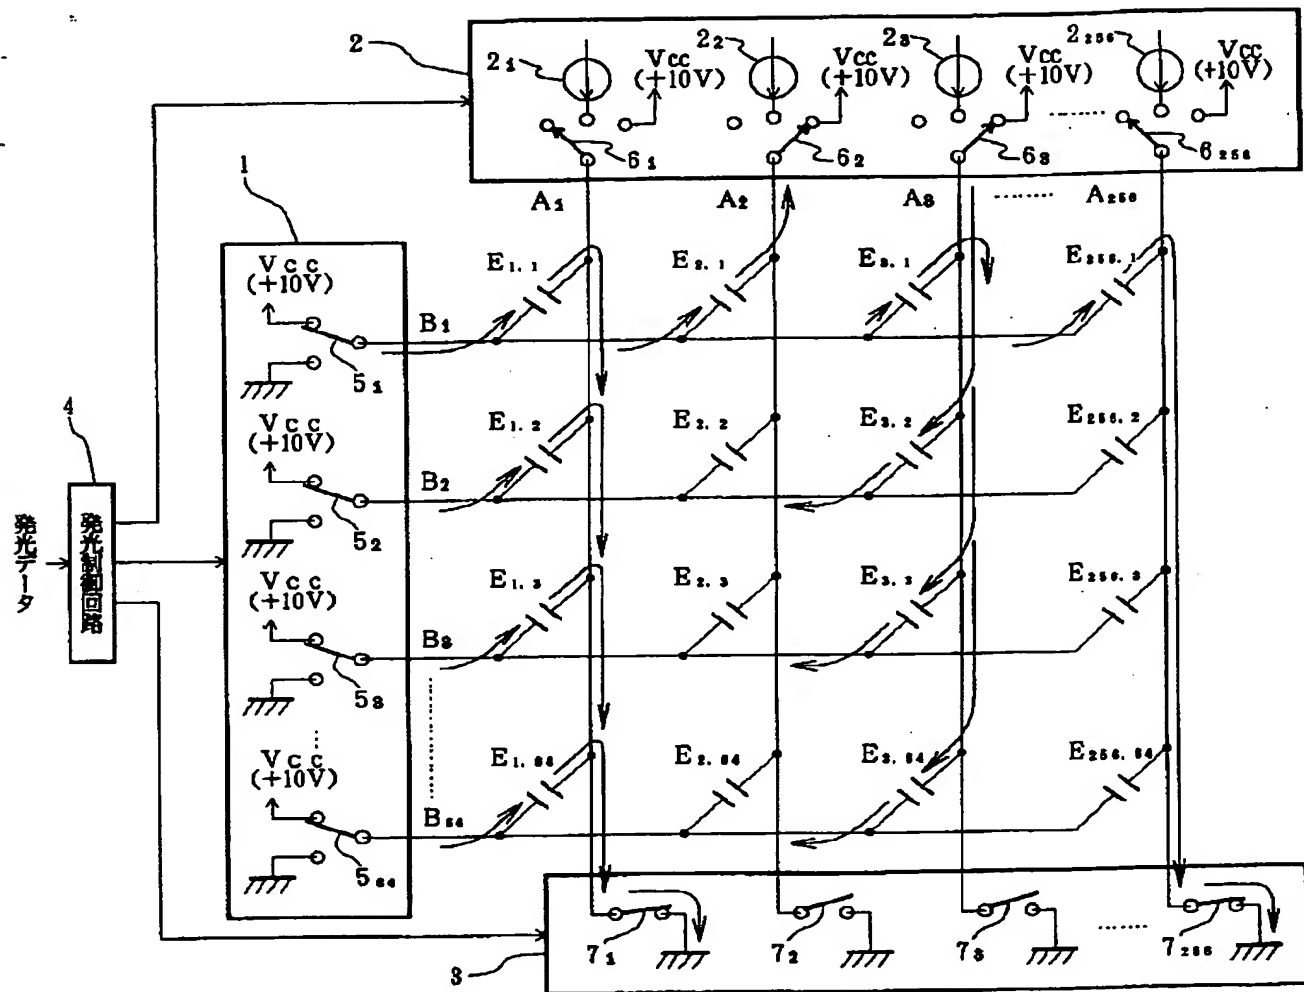 2
2₁ Vcc (+10V) 2₂ Vcc (+10V) 2₃ Vcc (+10V) 2₂₅₆ Vcc (+10V)
6₁ 6₂ 6₃ 6₂₅₆
A₁ A₂ A₃ A₂₅₆
1
Vcc (+10V)
5₁
B₁
E₁.₁ E₂.₁ E₃.₁ E₂₅₆.₁
Vcc (+10V)
5₂
B₂
E₁.₂ E₂.₂ E₃.₂ E₂₅₆.₂
Vcc (+10V)
5₃
B₃
E₁.₃ E₂.₃ E₃.₃ E₂₅₆.₃
Vcc (+10V)
5₆₄
B₆₄
E₁.₆₄ E₂.₆₄ E₃.₆₄ E₂₅₆.₆₄
4
発光データ
発光制御回路
3
7₁ 7₂ 7₃ 7₂₅₆